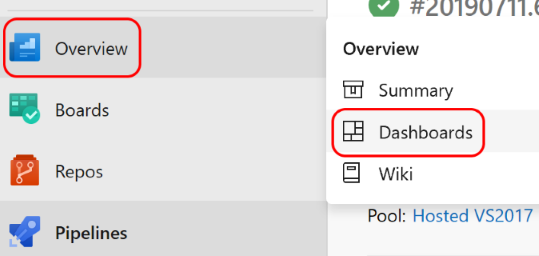 Overview
Boards
Repos
Pipelines
#20190711.6
Overview
Summary
Dashboards
Wiki
Pool: Hosted VS2017